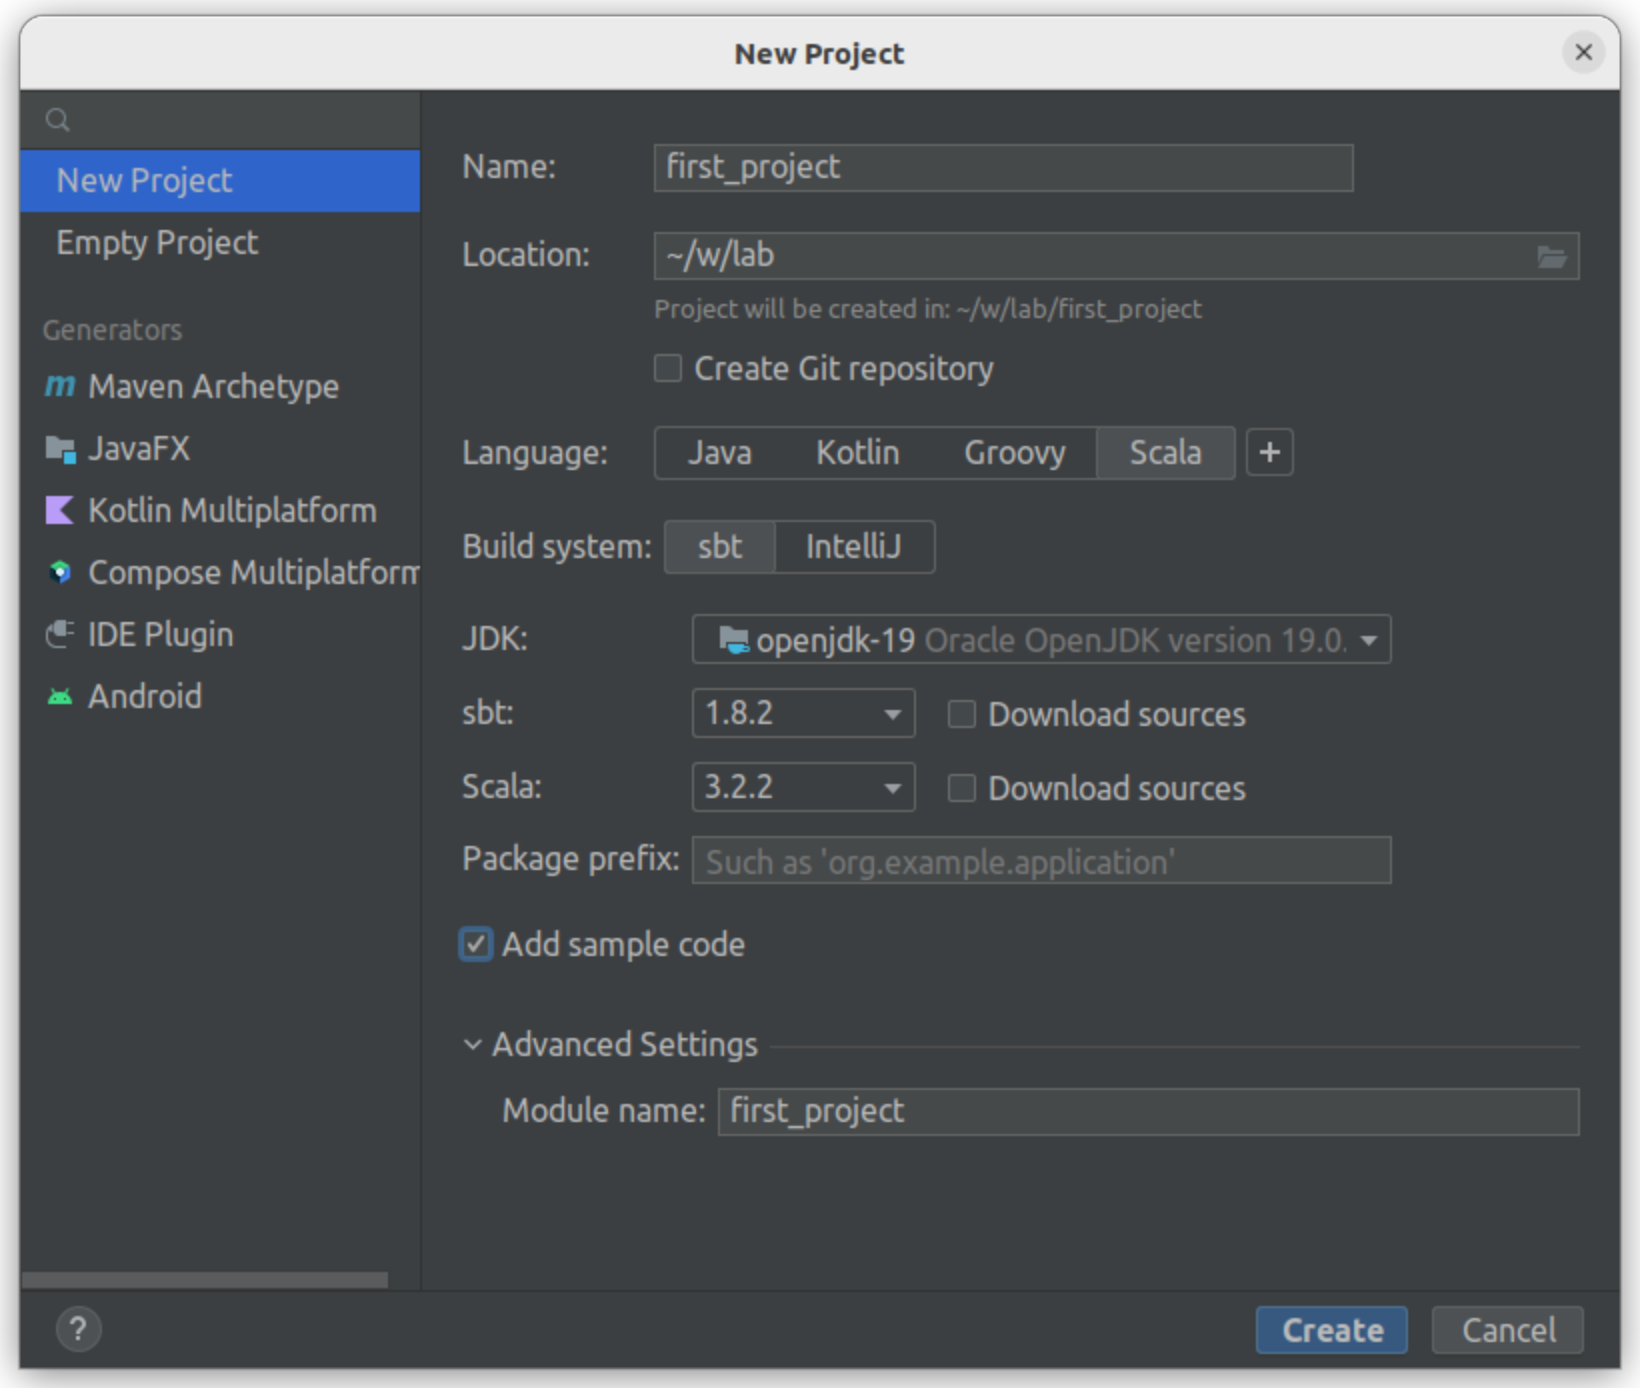 New Project
New Project
Empty Project
Generators
Maven Archetype
JavaFX
Kotlin Multiplatform
Compose Multiplatform
IDE Plugin
Android
Name: first_project
Location: ~/w/lab
Project will be created in: ~/w/lab/first_project
Create Git repository
Language: Java Kotlin Groovy Scala +
Build system: sbt IntelliJ
JDK: openjdk-19 Oracle OpenJDK version 19.0.
sbt: 1.8.2 Download sources
Scala: 3.2.2 Download sources
Package prefix: Such as 'org.example.application'
Add sample code
Advanced Settings
Module name: first_project
? Create Cancel